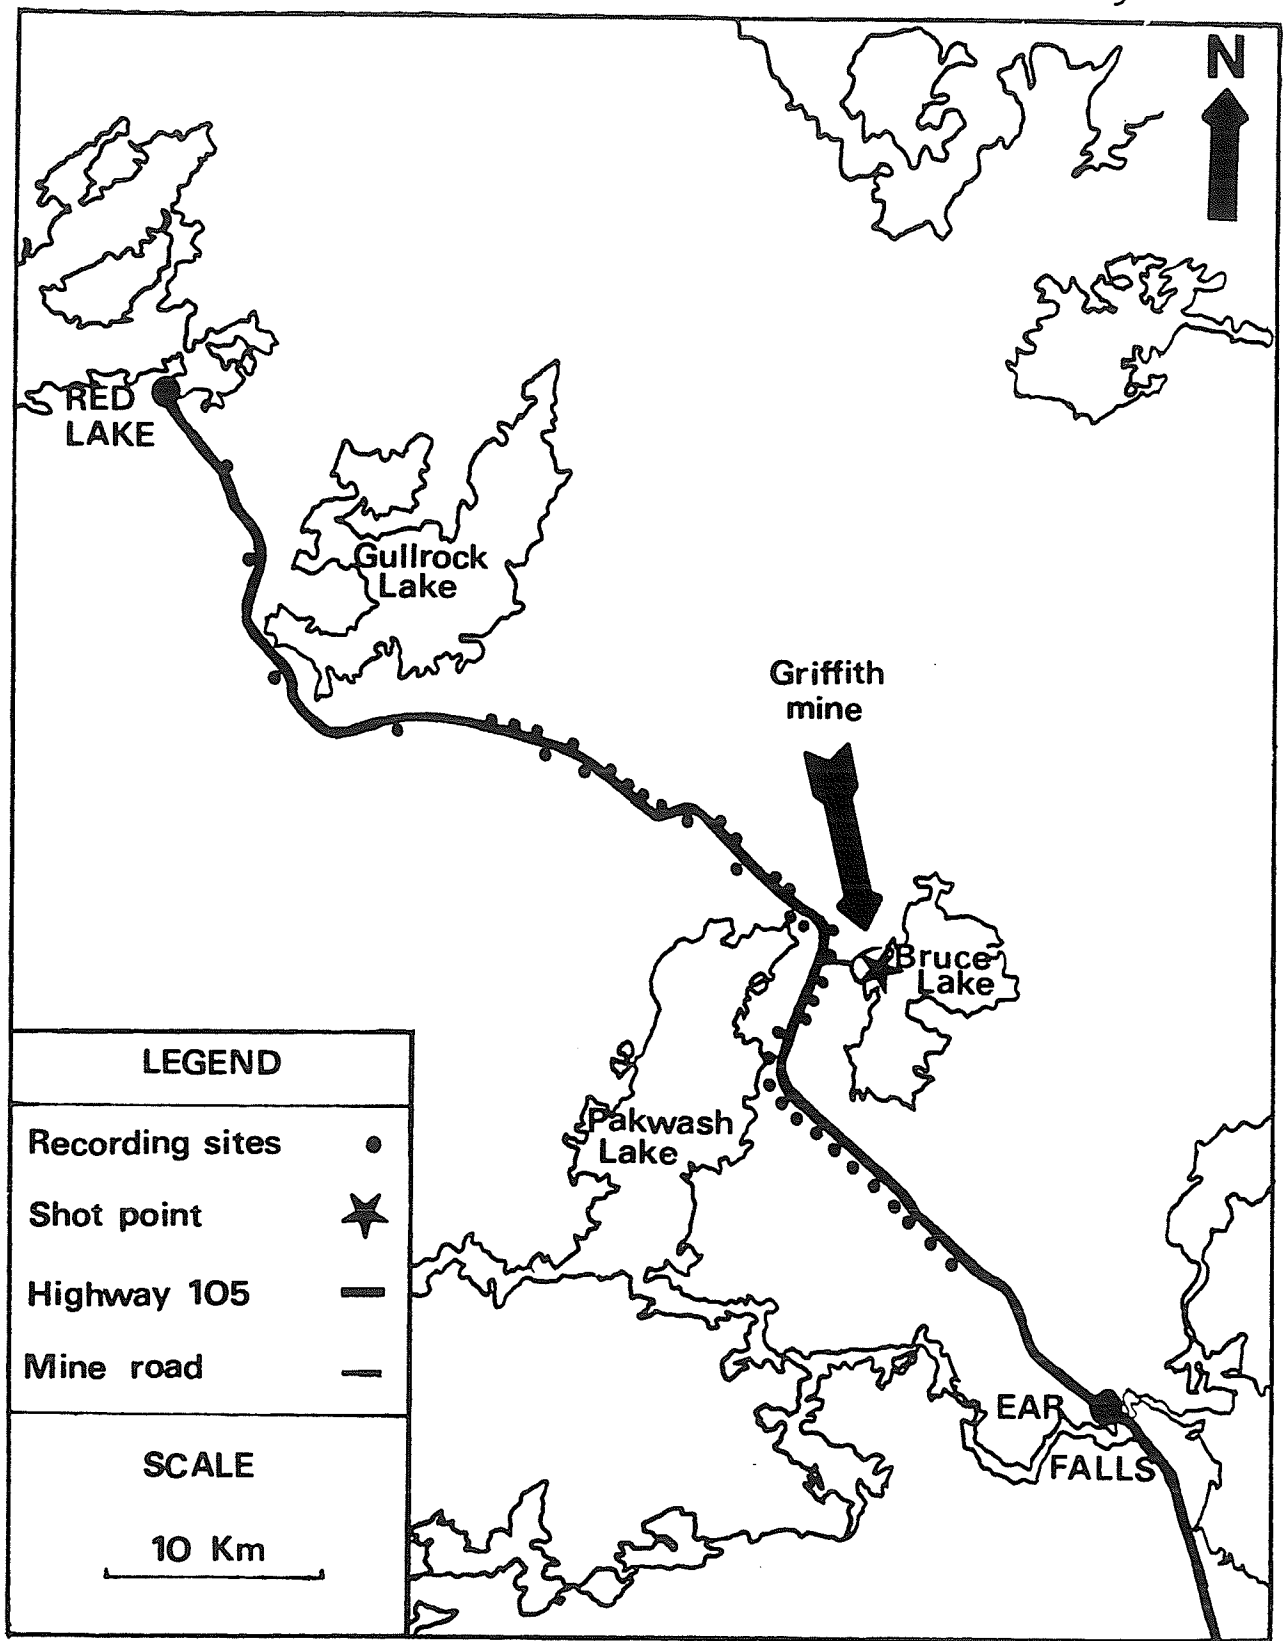 N
RED
LAKE
Gullrock
Lake
Griffith
mine
Bruce
Lake
Pakwash
Lake
EAR
FALLS
LEGEND
Recording sites
Shot point
Highway 105
Mine road
SCALE
10 Km